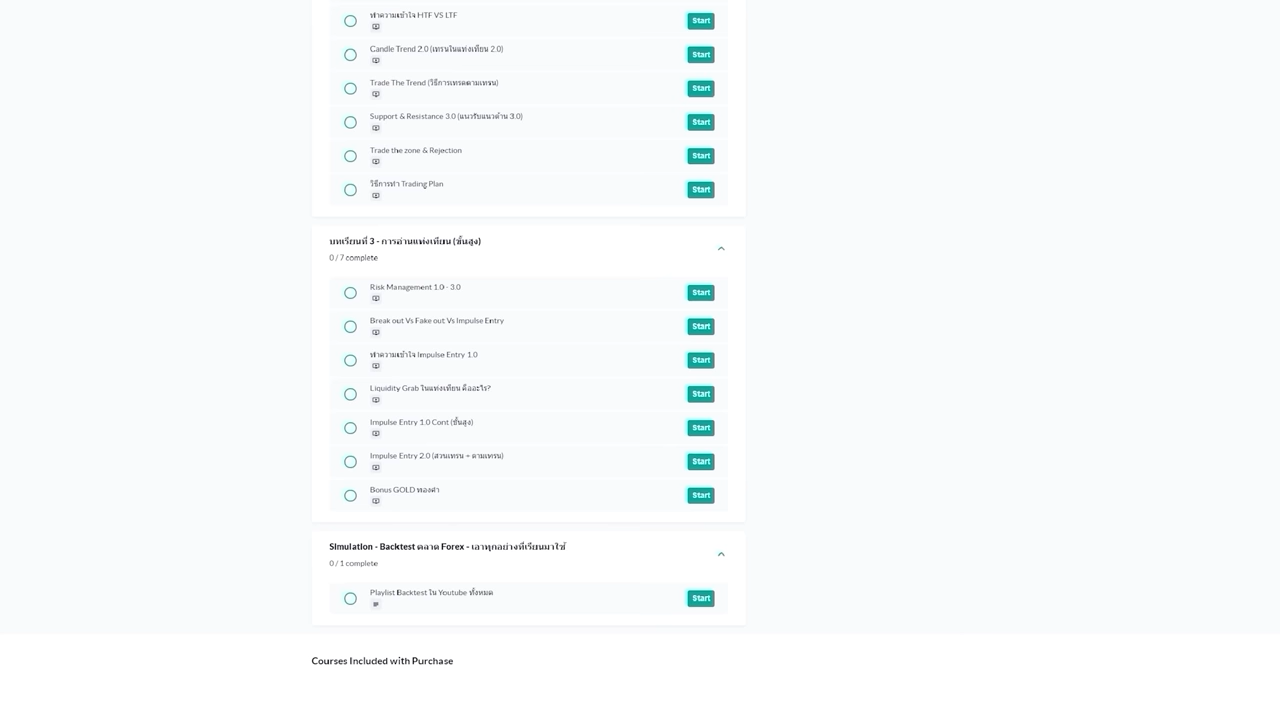 ทำความเข้าใจ HTF VS LTF
Start
Candle Trend 2.0 (เทรนในแท่งเทียน 2.0)
Start
Trade The Trend (วิธีการเทรดตามเทรน)
Start
Support & Resistance 3.0 (แนวรับแนวต้าน 3.0)
Start
Trade the zone & Rejection
Start
วิธีการทำ Trading Plan
Start
บทเรียนที่ 3 - การอ่านแท่งเทียน (ขั้นสูง)
0 / 7 complete
Risk Management 1.0 - 3.0
Start
Break out Vs Fake out Vs Impulse Entry
Start
ทำความเข้าใจ Impulse Entry 1.0
Start
Liquidity Grab ในแท่งเทียน คืออะไร?
Start
Impulse Entry 1.0 Cont (ขั้นสูง)
Start
Impulse Entry 2.0 (สวนเทรน + ตามเทรน)
Start
Bonus GOLD ทองคำ
Start
Simulation - Backtest ตลาด Forex - เอาทุกอย่างที่เรียนมาใช้
0 / 1 complete
Playlist Backtest ใน Youtube ทั้งหมด
Start
Courses Included with Purchase